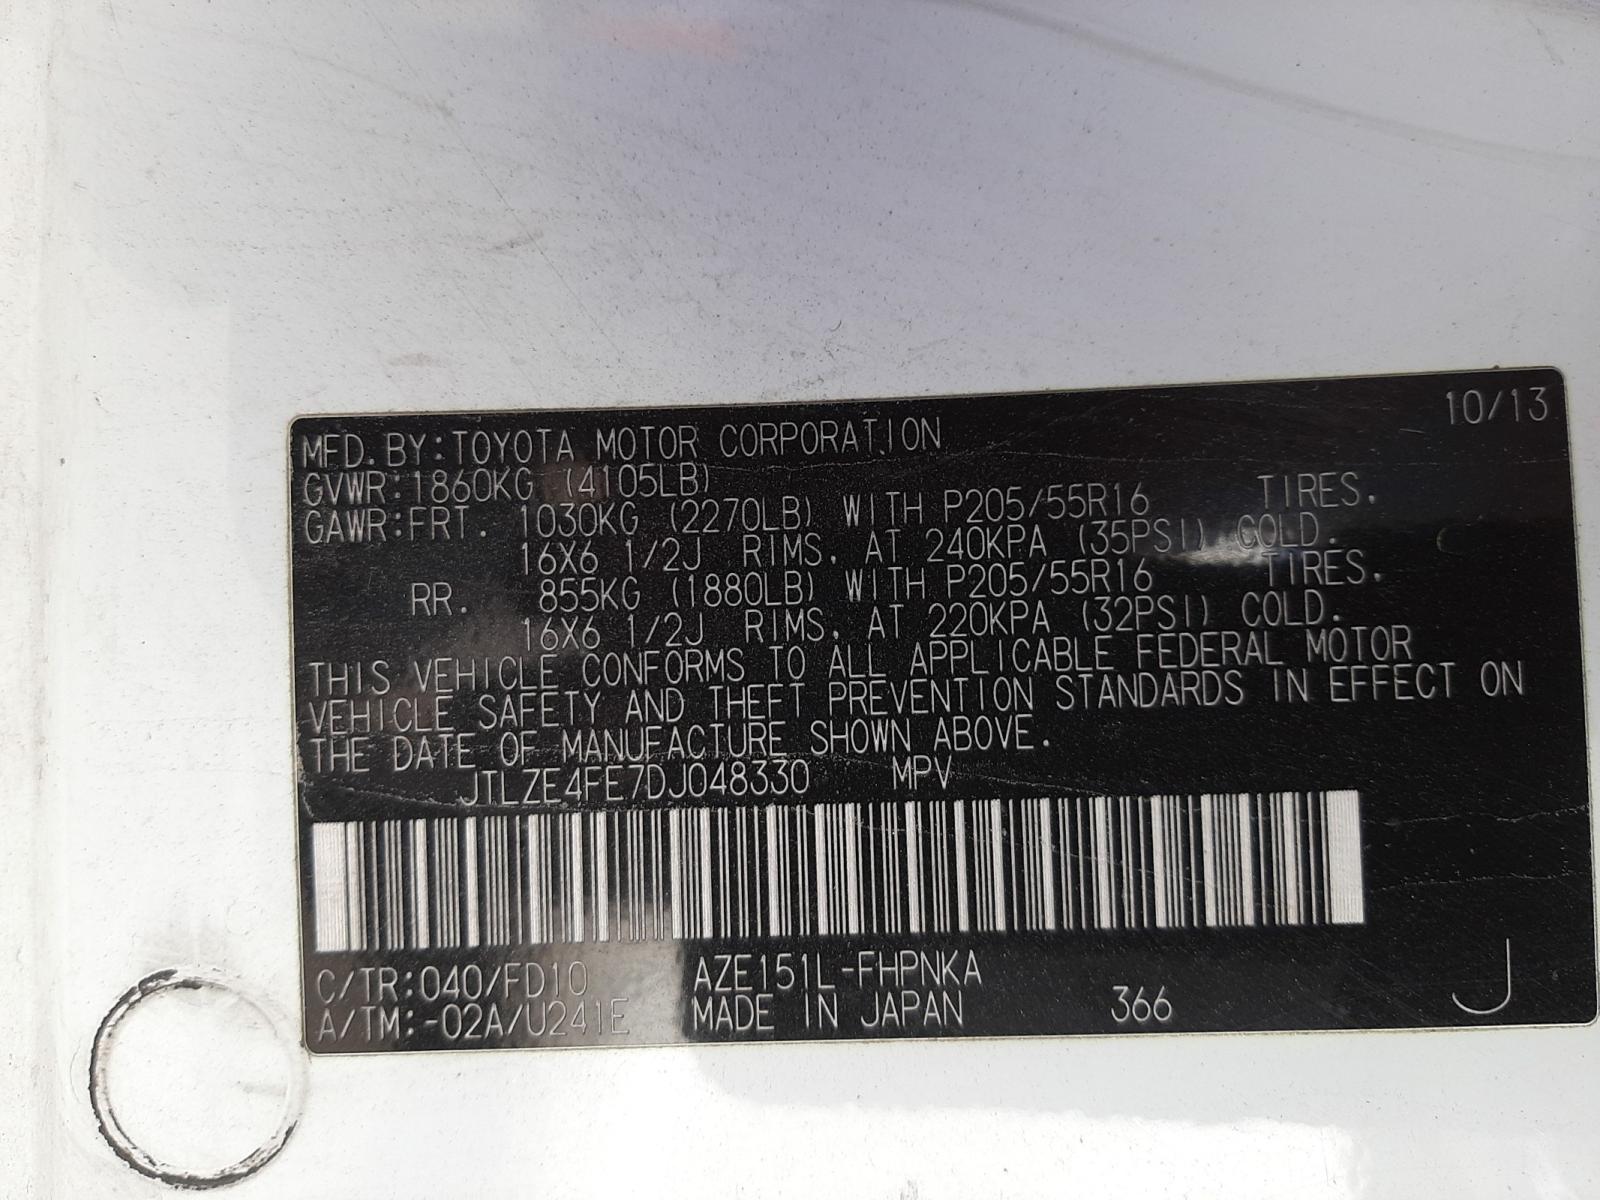 10/13
MFD. BY: TOYOTA MOTOR CORPORATION
GVWR: 1860KG (4105LB)
GAWR: FRT. 1030KG (2270LB) WITH P205/55R16 TIRES.
16X6 1/2J RIMS, AT 240KPA (35PSI) COLD.
RR. 855KG (1880LB) WITH P205/55R16 TIRES.
16X6 1/2J RIMS, AT 220KPA (32PSI) COLD.
THIS VEHICLE CONFORMS TO ALL APPLICABLE FEDERAL MOTOR
VEHICLE SAFETY AND THEFT PREVENTION STANDARDS IN EFFECT ON
THE DATE OF MANUFACTURE SHOWN ABOVE.
JTLZE4FE7DJ048330 MPV
C/TR: 040/FD10 AZE151L-FHPNKA
A/TM: -02A/U241E MADE IN JAPAN 366 J